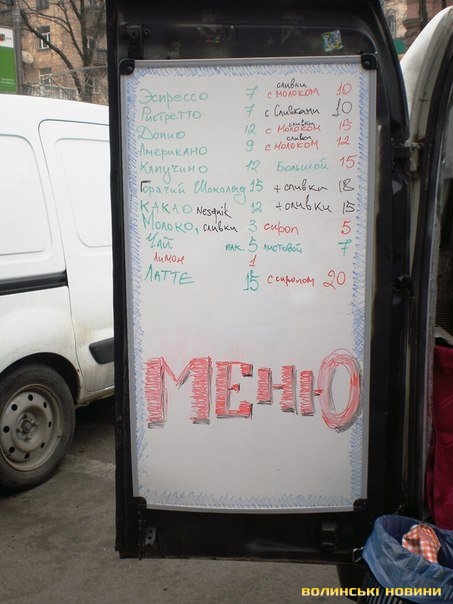 Эспрессо 7 с молоком сливки 10
Ристретто 7 с Сливками 10
Допио 12 с молоком сливки 15
Американо 9 с молоком сливки 12
Капучино 12 Большой 15
Горячий Шоколад 15 + сливки 18
КАКАО Nesquik 12 + сливки 15
Молоко, сливки 3 сироп 5
Чай пак. 5 листовой 7
Лимон 1
Латте 15 с сиропом 20
Меню
ВОЛИНСЬКІ НОВИНИ